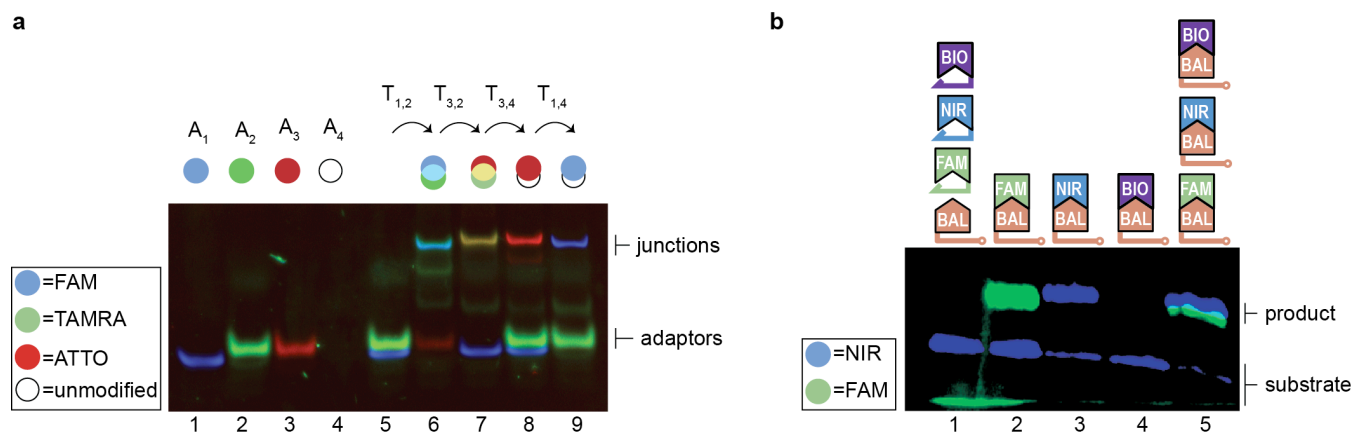 a
T1,2 T3,2 T3,4 T1,4
A1 A2 A3 A4
junctions
adaptors
=FAM
=TAMRA
=ATTO
=unmodified
1 2 3 4 5 6 7 8 9
b
BIO
NIR
FAM
BAL
FAM
BAL
NIR
BAL
BIO
BAL
BIO
BAL
NIR
BAL
FAM
BAL
product
substrate
=NIR
=FAM
1 2 3 4 5